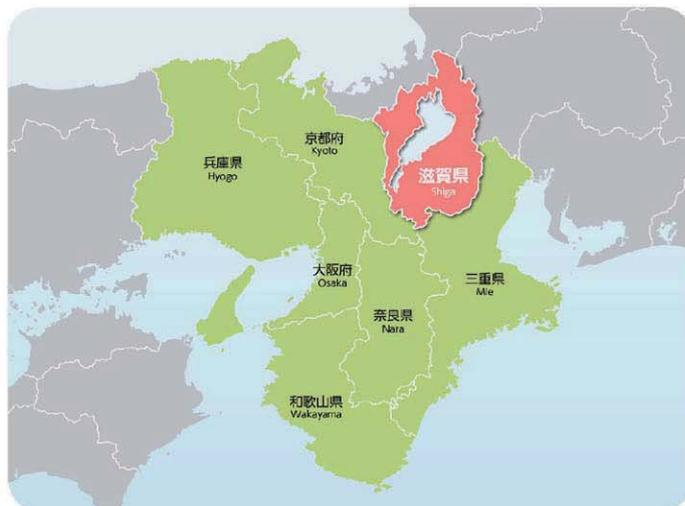 京都府
Kyoto
兵庫県
Hyogo
滋賀県
Shiga
大阪府
Osaka
三重県
Mie
奈良県
Nara
和歌山県
Wakayama